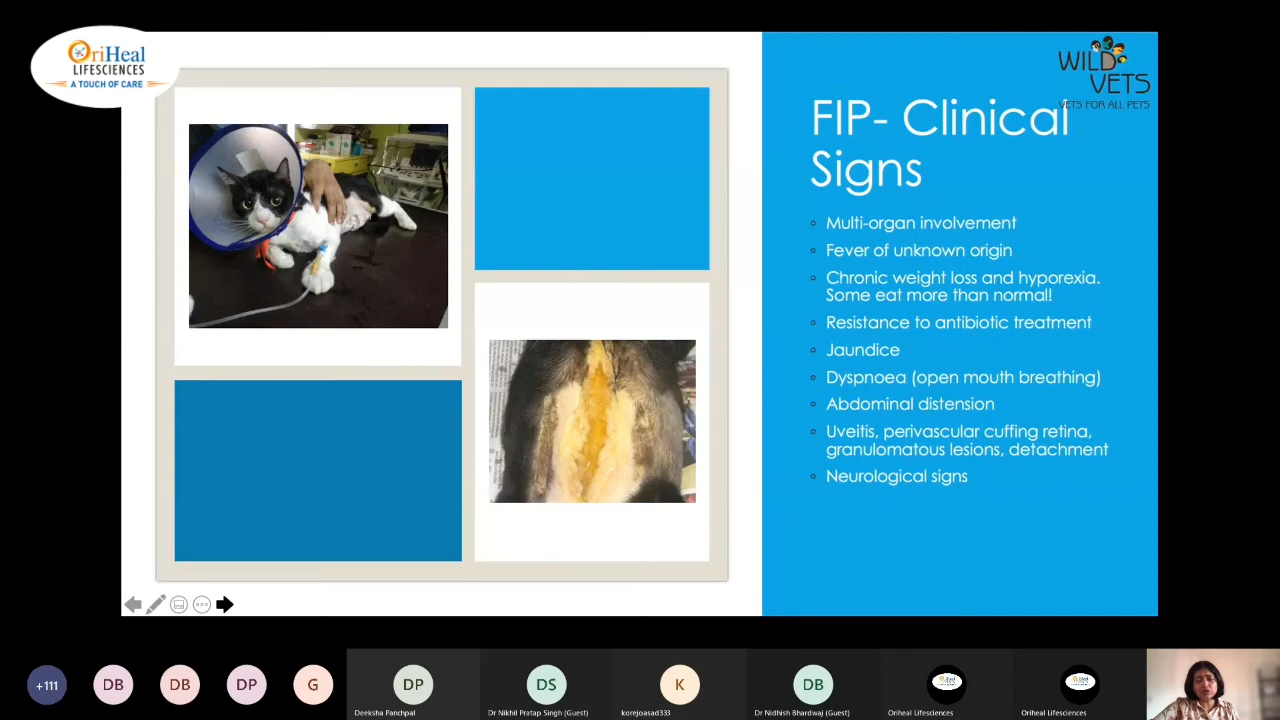 OriHeal
LIFESCIENCES
A TOUCH OF CARE
WILD
VETS
VETS FOR ALL PETS
FIP- Clinical
Signs
Multi-organ involvement
Fever of unknown origin
Chronic weight loss and hyporexia.
Some eat more than normal!
Resistance to antibiotic treatment
Jaundice
Dyspnoea (open mouth breathing)
Abdominal distension
Uveitis, perivascular cuffing retina,
granulomatous lesions, detachment
Neurological signs
+111
DB
DB
DP
G
DP
DS
K
DB
Deeksha Panchpal
Dr Nikhil Pratap Singh (Guest)
korejoasad333
Dr Nidhish Bhardwaj (Guest)
Oriheal Lifesciences
Oriheal Lifesciences